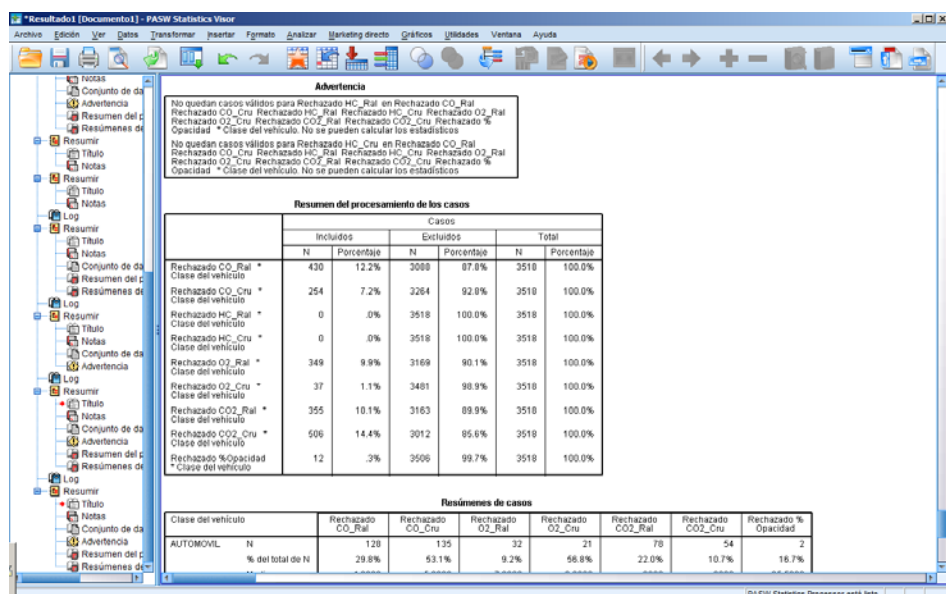 *Resultado1 [Documento1] - PASW Statistics Visor
Archivo Edición Ver Datos Transformar Insertar Formato Analizar Marketing directo Gráficos Utilidades Ventana Ayuda
Notas
Conjunto de da
Advertencia
Resumen del p
Resúmenes de
Resumir
Título
Notas
Resumir
Título
Notas
Log
Resumir
Título
Notas
Conjunto de da
Resumen del p
Resúmenes de
Log
Resumir
Título
Notas
Conjunto de da
Advertencia
Log
Resumir
Título
Notas
Conjunto de da
Advertencia
Resumen del p
Resúmenes de
Log
Resumir
Título
Notas
Conjunto de da
Advertencia
Resumen del p
Resúmenes de
Advertencia
No quedan casos válidos para Rechazado HC_Ral en Rechazado CO_Ral
Rechazado CO_Cru Rechazado HC_Ral Rechazado HC_Cru Rechazado O2_Ral
Rechazado O2_Cru Rechazado CO2_Ral Rechazado CO2_Cru Rechazado %
Opacidad * Clase del vehículo. No se pueden calcular los estadísticos
No quedan casos válidos para Rechazado HC_Cru en Rechazado CO_Ral
Rechazado CO_Cru Rechazado HC_Ral Rechazado HC_Cru Rechazado O2_Ral
Rechazado O2_Cru Rechazado CO2_Ral Rechazado CO2_Cru Rechazado %
Opacidad * Clase del vehículo. No se pueden calcular los estadísticos
Resumen del procesamiento de los casos
Casos
Incluidos Excluidos Total
N Porcentaje N Porcentaje N Porcentaje
Rechazado CO_Ral * Clase del vehículo 430 12.2% 3088 87.8% 3518 100.0%
Rechazado CO_Cru * Clase del vehículo 254 7.2% 3264 92.8% 3518 100.0%
Rechazado HC_Ral * Clase del vehículo 0 .0% 3518 100.0% 3518 100.0%
Rechazado HC_Cru * Clase del vehículo 0 .0% 3518 100.0% 3518 100.0%
Rechazado O2_Ral * Clase del vehículo 349 9.9% 3169 90.1% 3518 100.0%
Rechazado O2_Cru * Clase del vehículo 37 1.1% 3481 98.9% 3518 100.0%
Rechazado CO2_Ral * Clase del vehículo 355 10.1% 3163 89.9% 3518 100.0%
Rechazado CO2_Cru * Clase del vehículo 506 14.4% 3012 85.6% 3518 100.0%
Rechazado %Opacidad * Clase del vehículo 12 .3% 3506 99.7% 3518 100.0%
Resúmenes de casos
Clase del vehículo Rechazado CO_Ral Rechazado CO_Cru Rechazado O2_Ral Rechazado O2_Cru Rechazado CO2_Ral Rechazado CO2_Cru Rechazado % Opacidad
AUTOMOVIL N 128 135 32 21 78 54 2
% del total de N 29.8% 53.1% 9.2% 56.8% 22.0% 10.7% 16.7%
PASW Statistics Processor está listo